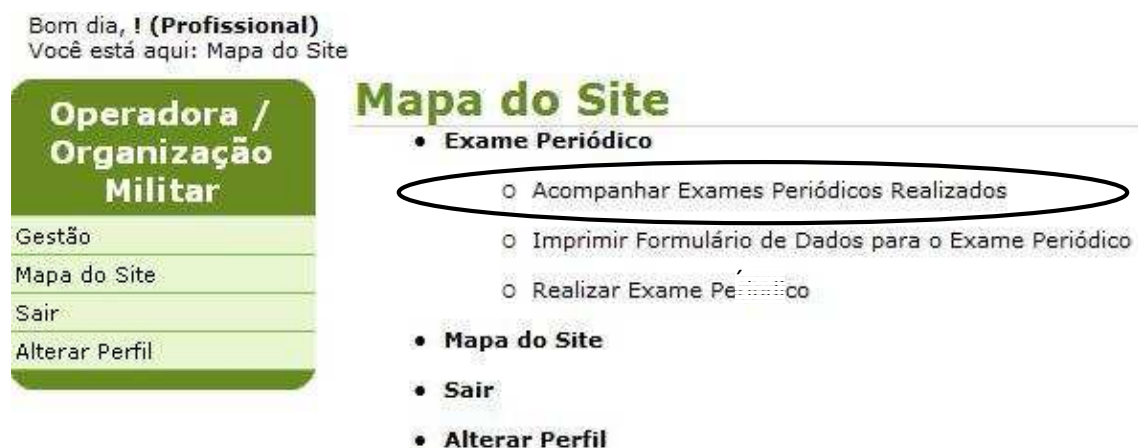 Bom dia, ! (Profissional)
Você está aqui: Mapa do Site
Operadora /
Organização
Militar
Gestão
Mapa do Site
Sair
Alterar Perfil
Mapa do Site
• Exame Periódico
o Acompanhar Exames Periódicos Realizados
o Imprimir Formulário de Dados para o Exame Periódico
o Realizar Exame
• Mapa do Site
• Sair
• Alterar Perfil